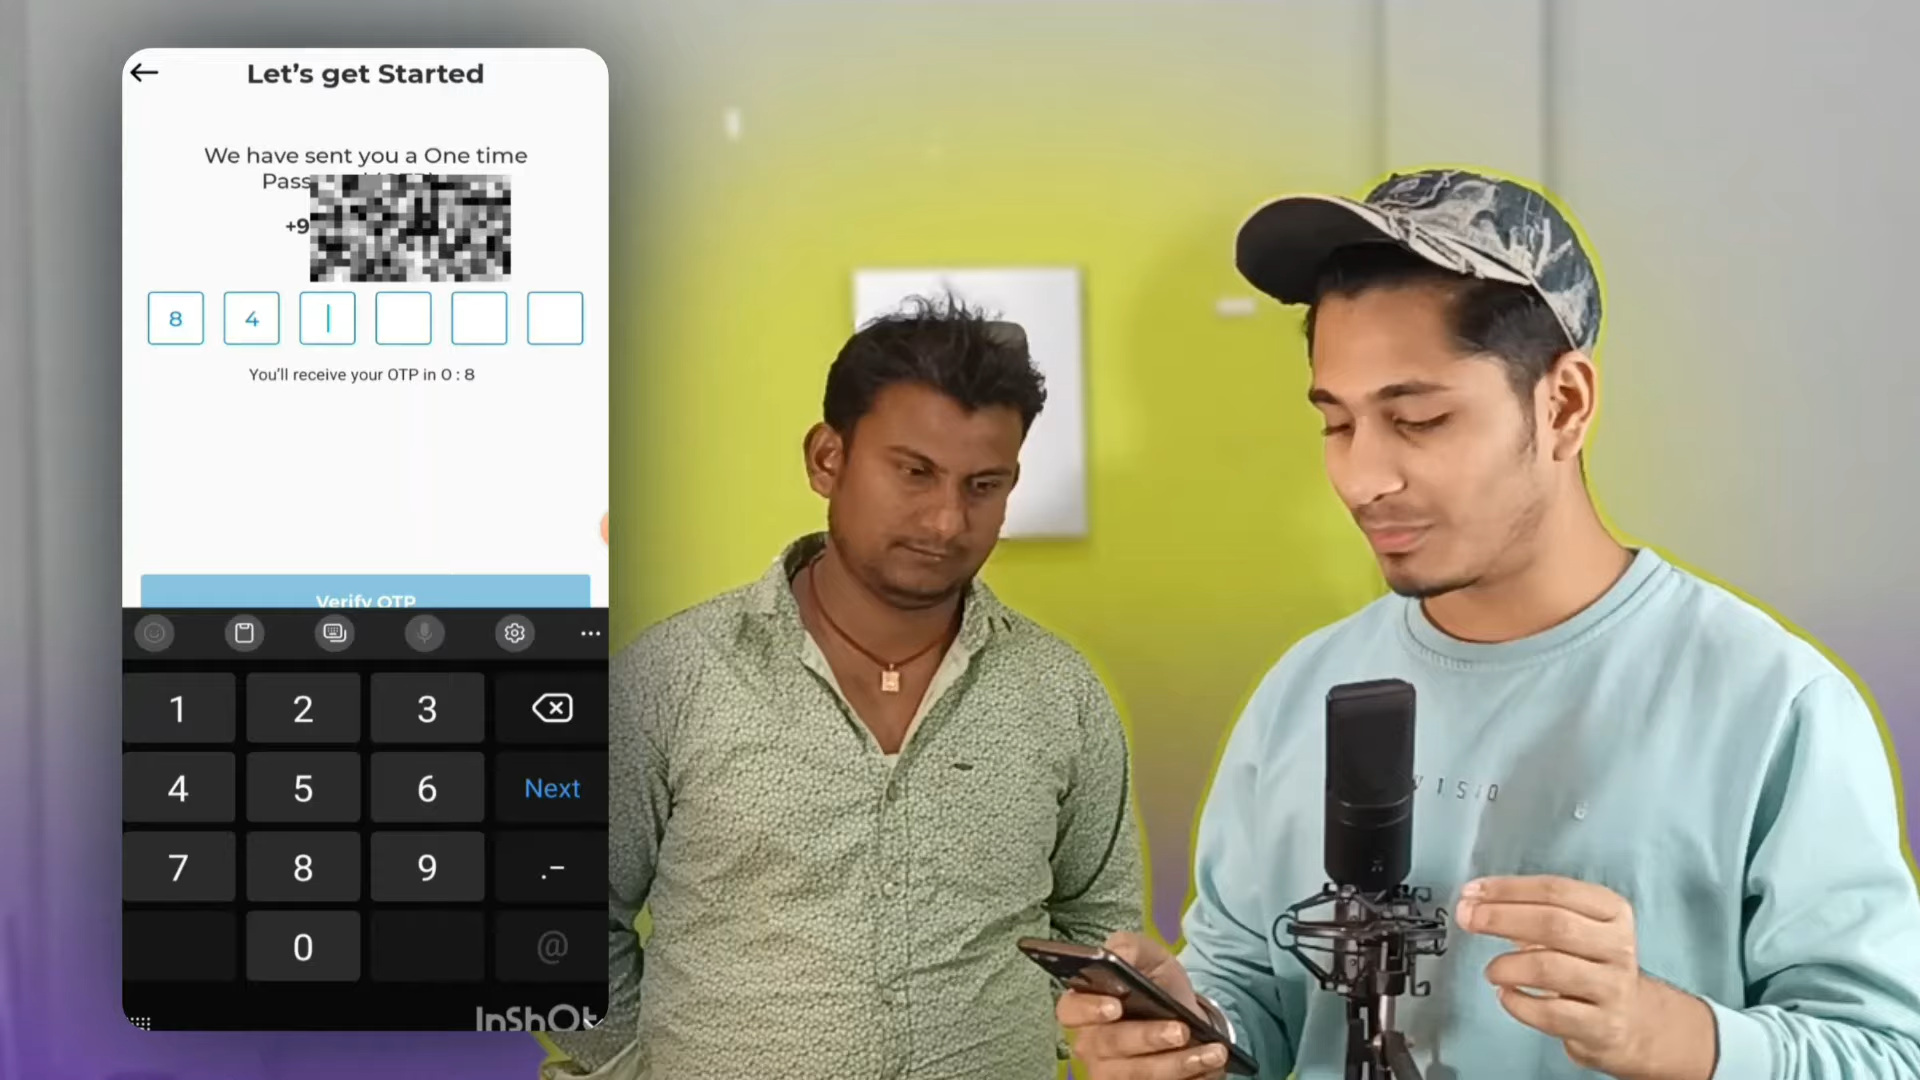 Let's get Started
We have sent you a One time
Pass
+9
8 4
You'll receive your OTP in 0 : 8
Verify OTP
1 2 3
4 5 6 Next
7 8 9 .-
0 @
InShOt